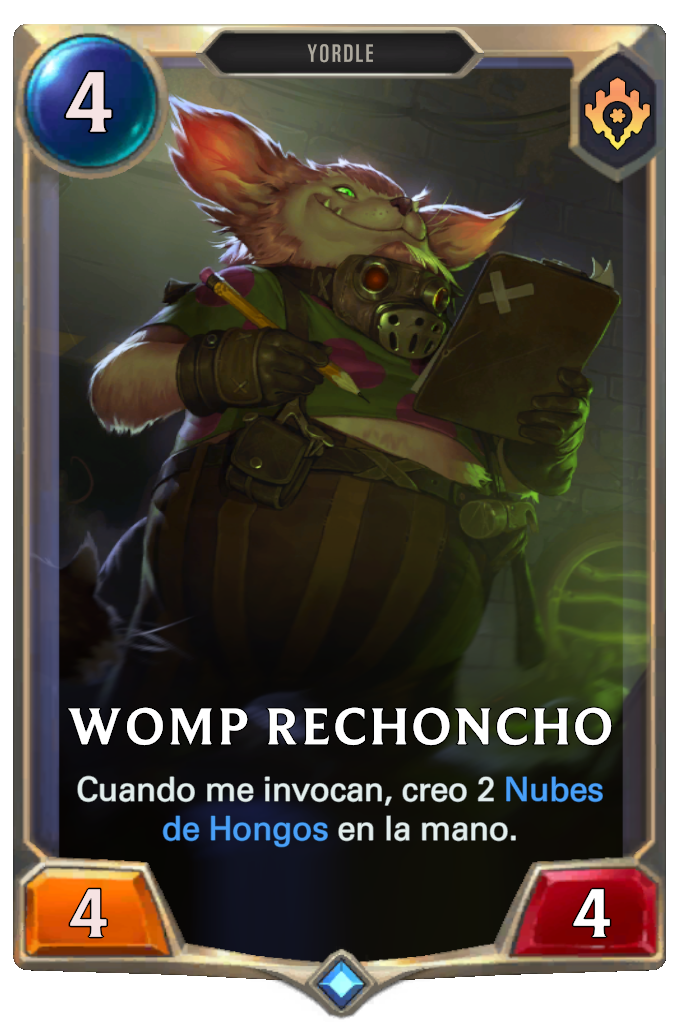 YORDLE
4
WOMP RECHONCHO
Cuando me invocan, creo 2 Nubes
de Hongos en la mano.
4
4